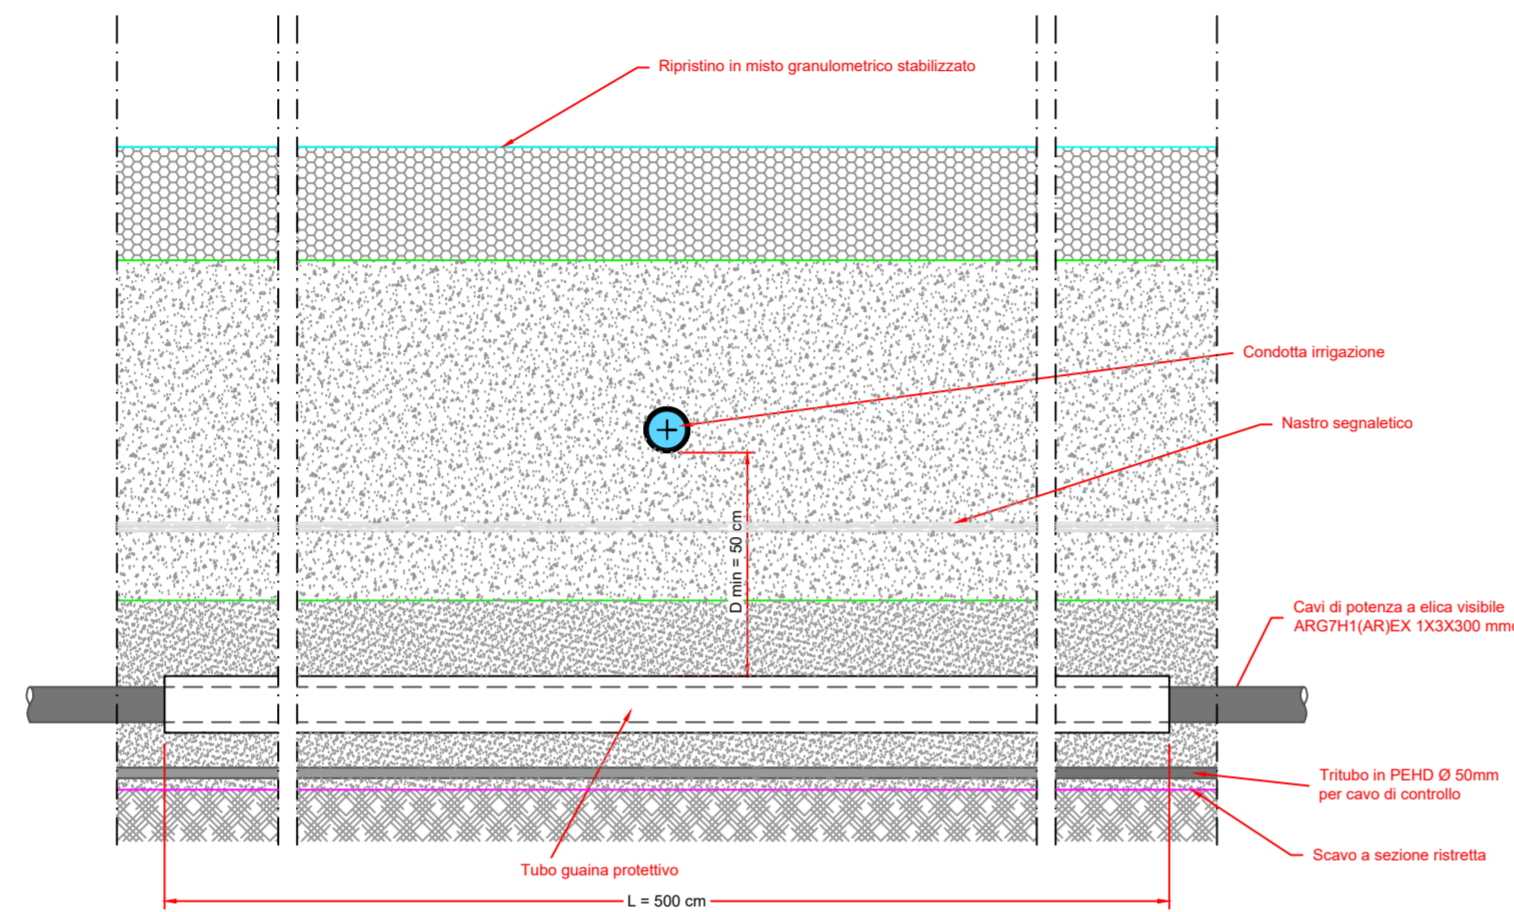 Ripristino in misto granulometrico stabilizzato
Condotta irrigazione
Nastro segnaletico
D min = 50 cm
Cavi di potenza a elica visibile
ARG7H1(AR)EX 1X3X300
Tritubo in PEHD Ø 50mm
per cavo di controllo
Scavo a sezione ristretta
Tubo guaina protettivo
L = 500 cm